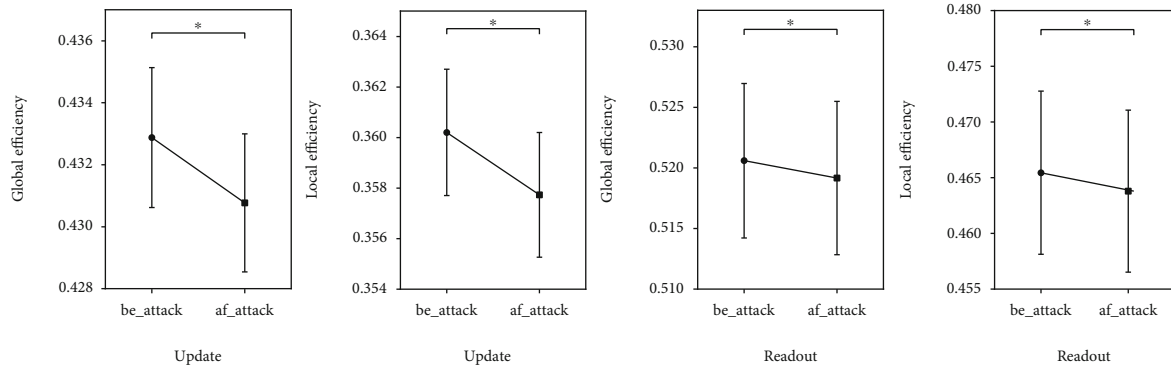 Global efficiency
0.436
0.434
0.432
0.430
0.428
*
be_attack af_attack
Update
Local efficiency
0.364
0.362
0.360
0.358
0.356
0.354
*
be_attack af_attack
Update
Global efficiency
0.530
0.525
0.520
0.515
0.510
*
be_attack af_attack
Readout
Local efficiency
0.480
0.475
0.470
0.465
0.460
0.455
*
be_attack af_attack
Readout